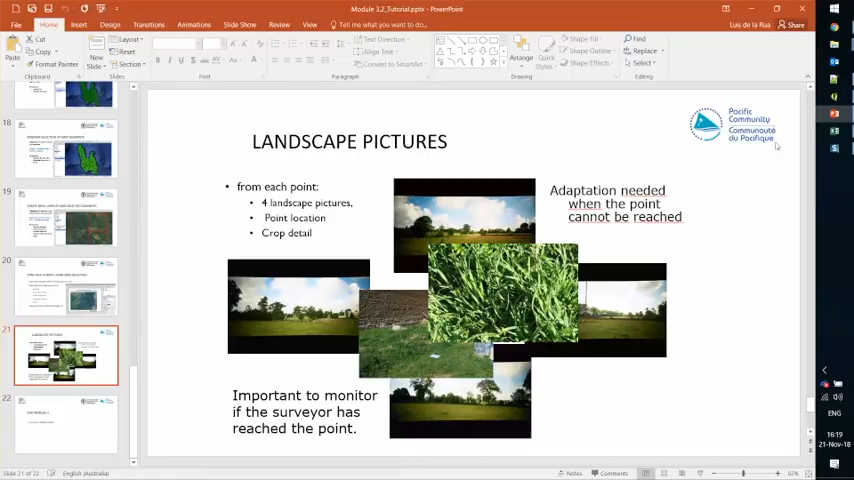 Module 3.2_Tutorial.pptx - PowerPoint
File
Home
Insert
Design
Transitions
Animations
Slide Show
Review
View
Tell me what you want to do...
Luis de la Rua
Share
Paste
Cut
Copy
Format Painter
Clipboard
New
Slide
Layout
Reset
Section
Slides
Font
Text Direction
Align Text
Convert to SmartArt
Paragraph
Arrange
Quick
Styles
Shape Fill
Shape Outline
Shape Effects
Drawing
Find
Replace
Select
Editing
18
19
20
21
22
LANDSCAPE PICTURES
Pacific
Community
Communauté
du Pacifique
• from each point:
• 4 landscape pictures,
• Point location
• Crop detail
Adaptation needed
when the point
cannot be reached
Important to monitor
if the surveyor has
reached the point.
Slide 21 of 22
English (Australia)
Notes
Comments
92%
ENG
16:19
21-Nov-18